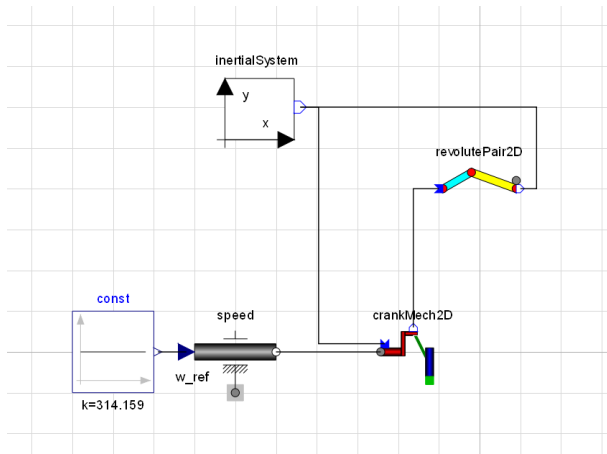 inertialSystem
y
x
revolutePair2D
const
speed
crankMech2D
w_ref
k=314.159